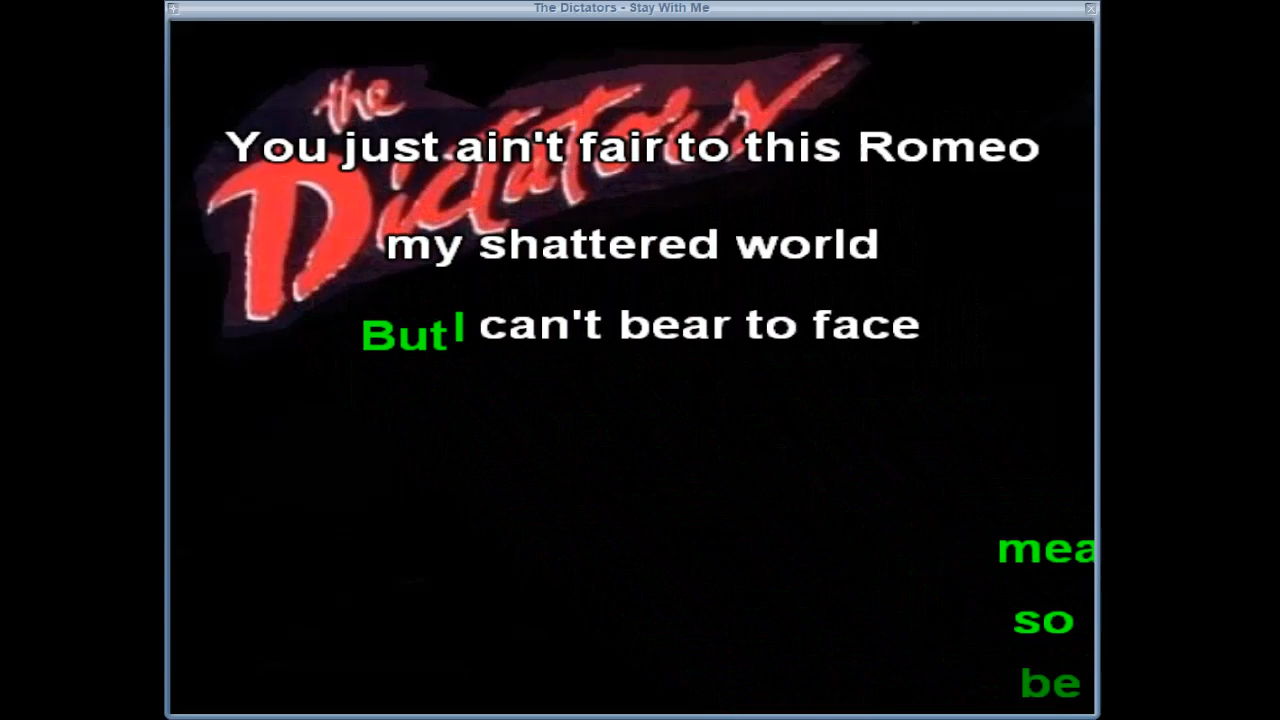 The Dictators - Stay With Me
the
Dictators
You just ain't fair to this Romeo
my shattered world
But I can't bear to face
mea
so
be